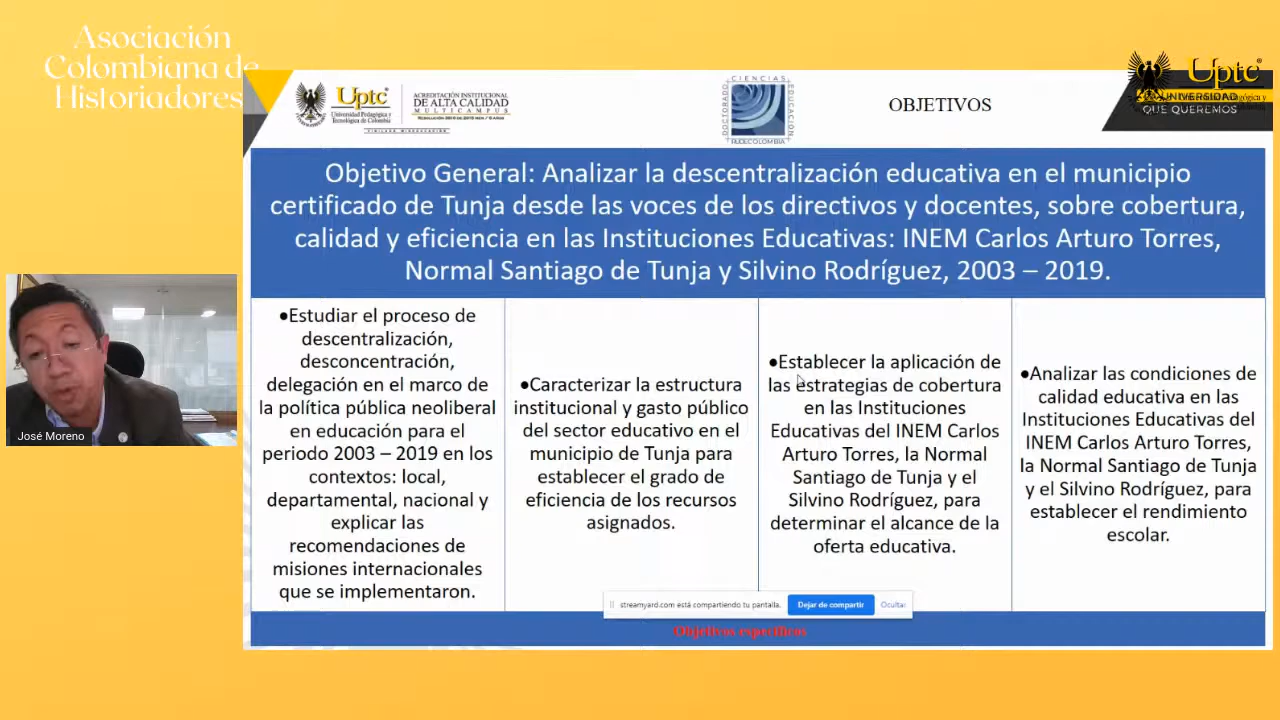 Asociación
Colombiana de
Historiadores
Uptc
Universidad Pedagógica y
Tecnológica de Colombia
ACREDITACIÓN INSTITUCIONAL
DE ALTA CALIDAD
MULTICAMPUS
VIGILADA MINEDUCACIÓN
CIENCIAS
DOCTORADO
EDUCACIÓN
RUDECOLOMBIA
OBJETIVOS
Uptc
UNIVERSIDAD
QUE QUEREMOS
Objetivo General: Analizar la descentralización educativa en el municipio
certificado de Tunja desde las voces de los directivos y docentes, sobre cobertura,
calidad y eficiencia en las Instituciones Educativas: INEM Carlos Arturo Torres,
Normal Santiago de Tunja y Silvino Rodríguez, 2003 – 2019.
•Estudiar el proceso de
descentralización,
desconcentración,
delegación en el marco de
la política pública neoliberal
en educación para el
periodo 2003 – 2019 en los
contextos: local,
departamental, nacional y
explicar las
recomendaciones de
misiones internacionales
que se implementaron.
•Caracterizar la estructura
institucional y gasto público
del sector educativo en el
municipio de Tunja para
establecer el grado de
eficiencia de los recursos
asignados.
•Establecer la aplicación de
las estrategias de cobertura
en las Instituciones
Educativas del INEM Carlos
Arturo Torres, la Normal
Santiago de Tunja y el
Silvino Rodríguez, para
determinar el alcance de la
oferta educativa.
•Analizar las condiciones de
calidad educativa en las
Instituciones Educativas del
INEM Carlos Arturo Torres,
la Normal Santiago de Tunja
y el Silvino Rodríguez, para
establecer el rendimiento
escolar.
José Moreno
streamyard.com está compartiendo tu pantalla.
Dejar de compartir
Ocultar
Objetivos específicos